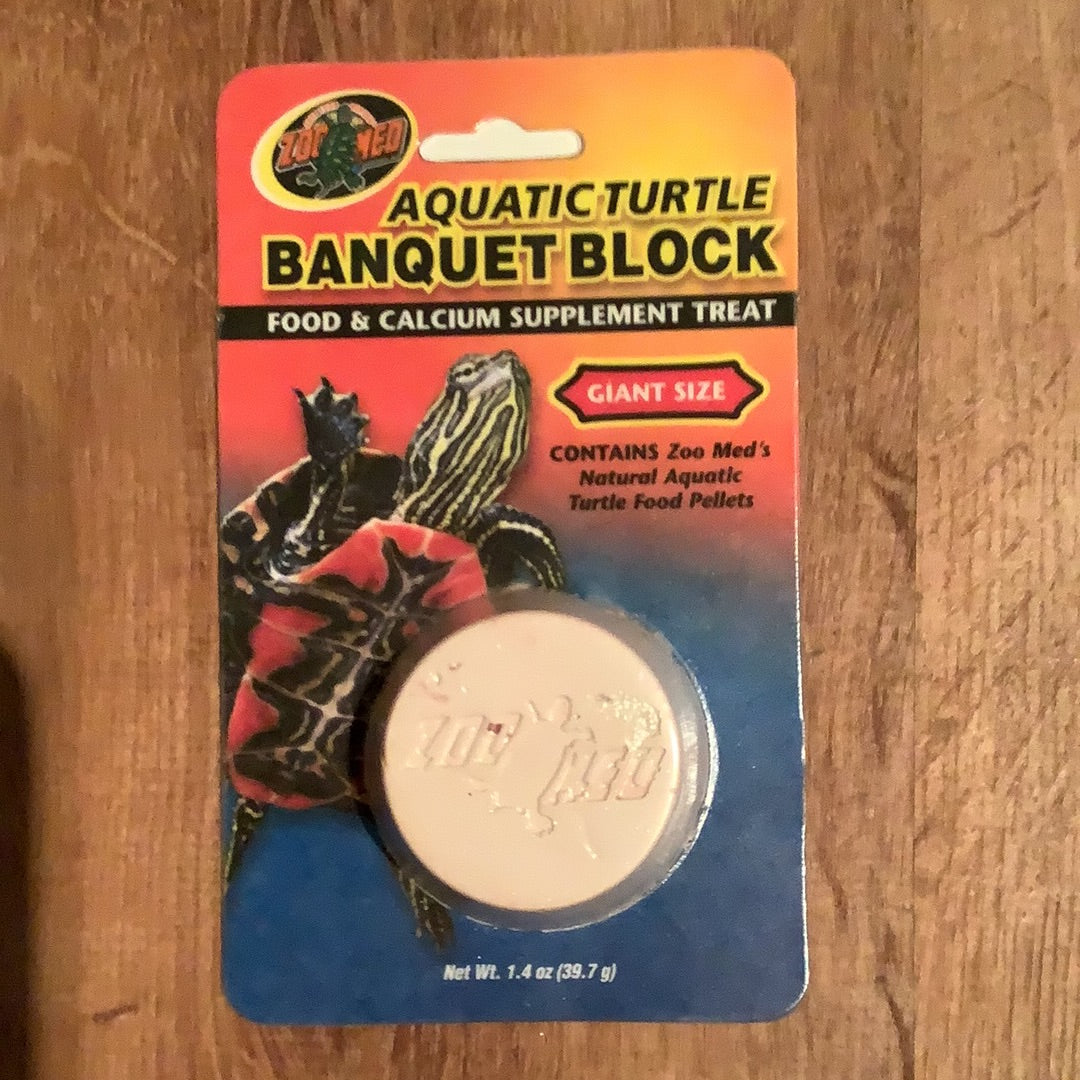 ZOO MED
AQUATIC TURTLE
BANQUET BLOCK
FOOD & CALCIUM SUPPLEMENT TREAT
GIANT SIZE
CONTAINS Zoo Med's
Natural Aquatic
Turtle Food Pellets
ZOO MED
Net Wt. 1.4 oz (39.7 g)